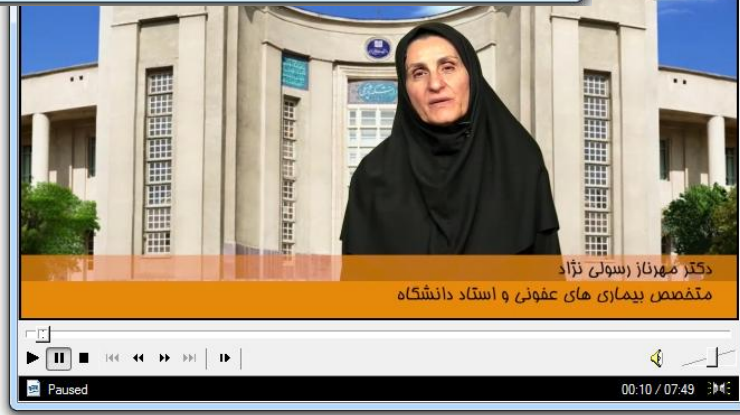 دکتر مهرناز رسولی نژاد
متخصص بیماری های عفونی و استاد دانشگاه
Paused
00:10 / 07:49